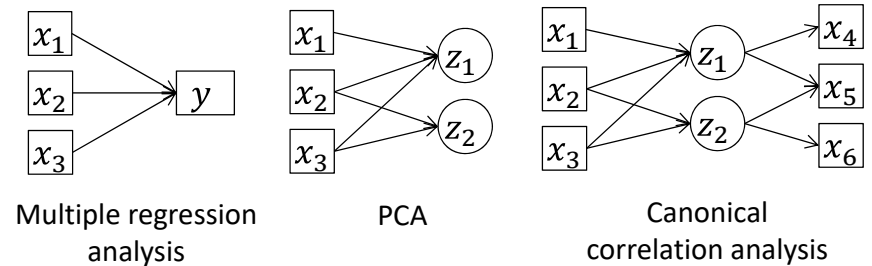 x₁
x₂
x₃
y
Multiple regression
analysis
x₁
x₂
x₃
z₁
z₂
PCA
x₁
x₂
x₃
z₁
z₂
x₄
x₅
x₆
Canonical
correlation analysis